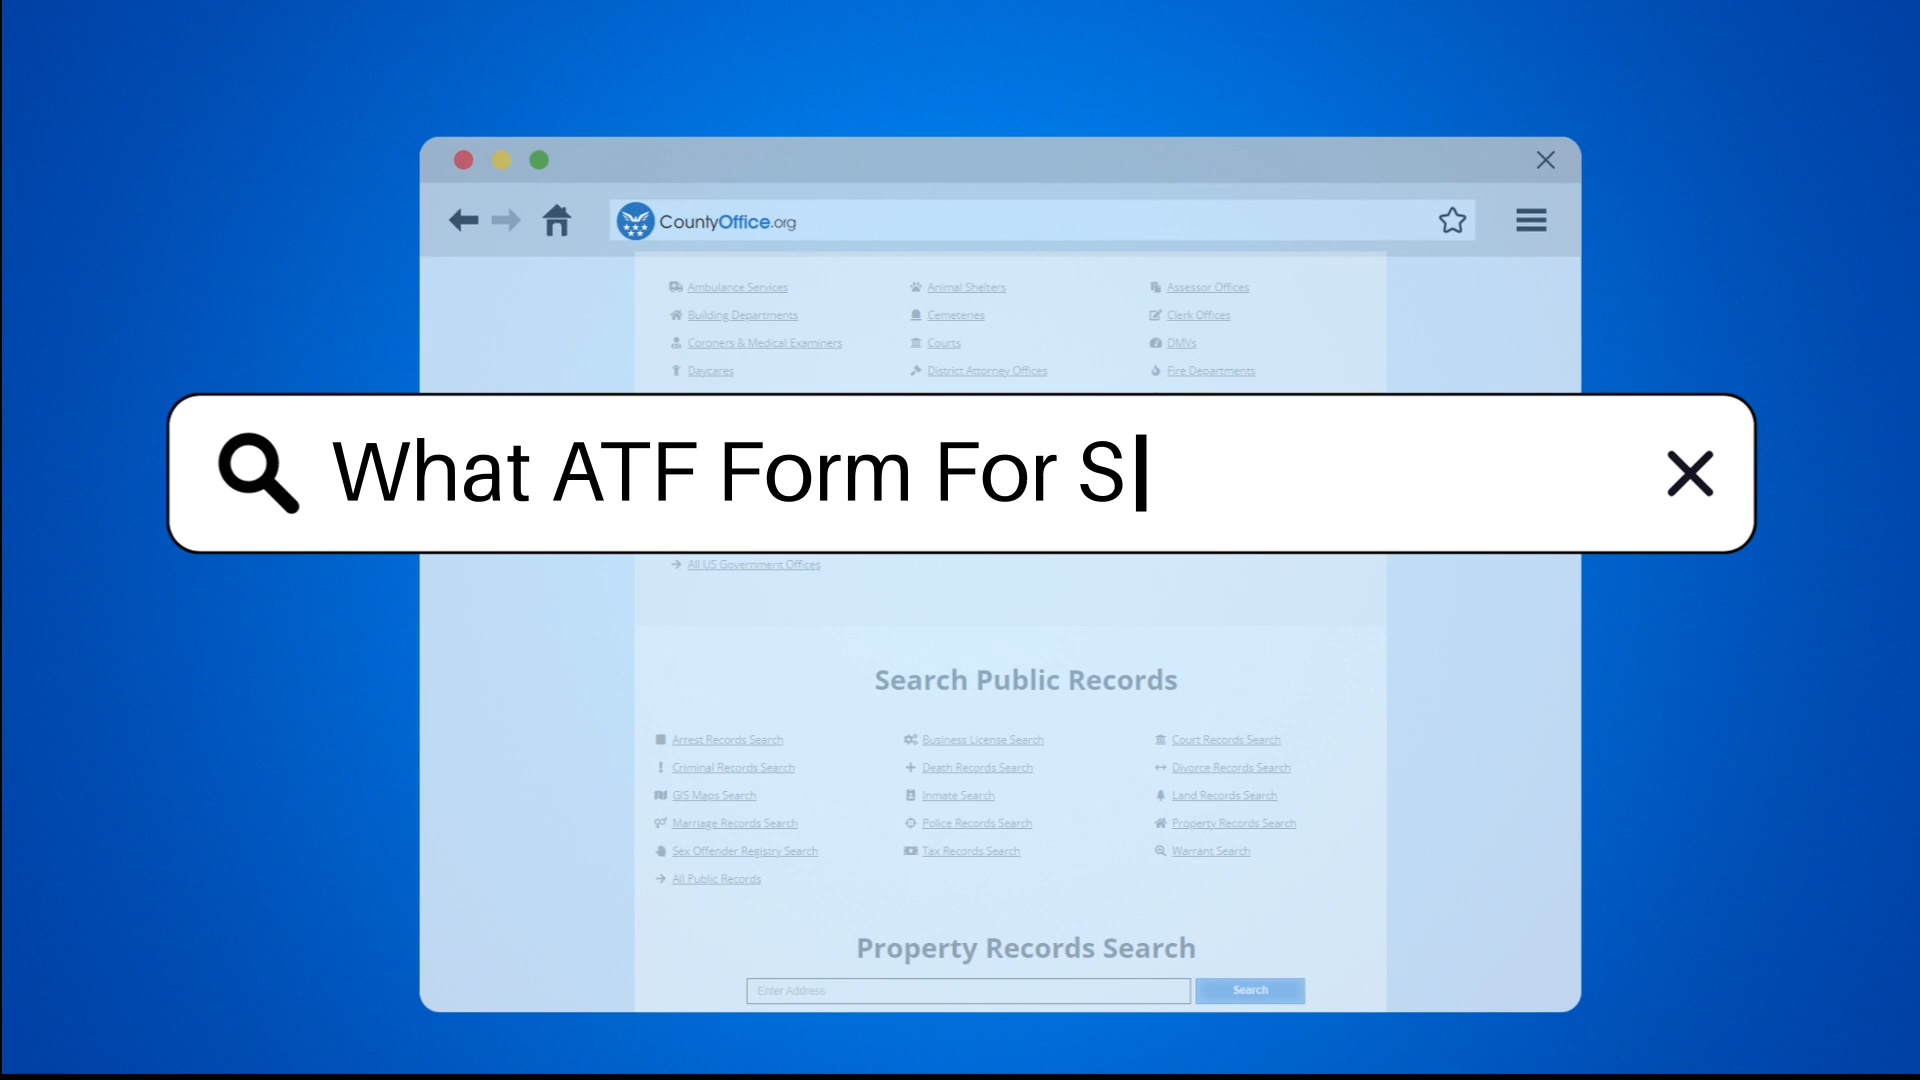 CountyOffice.org
Ambulance Services Animal Shelters Assessor Offices
Building Departments Cemeteries Clerk Offices
Coroners & Medical Examiners Courts DMVs
Daycares District Attorney Offices Fire Departments
What ATF Form For S
All US Government Offices
Search Public Records
Arrest Records Search Business License Search Court Records Search
Criminal Records Search Death Records Search Divorce Records Search
GIS Maps Search Inmate Search Land Records Search
Marriage Records Search Police Records Search Property Records Search
Sex Offender Registry Search Tax Records Search Warrant Search
All Public Records
Property Records Search
Enter Address Search